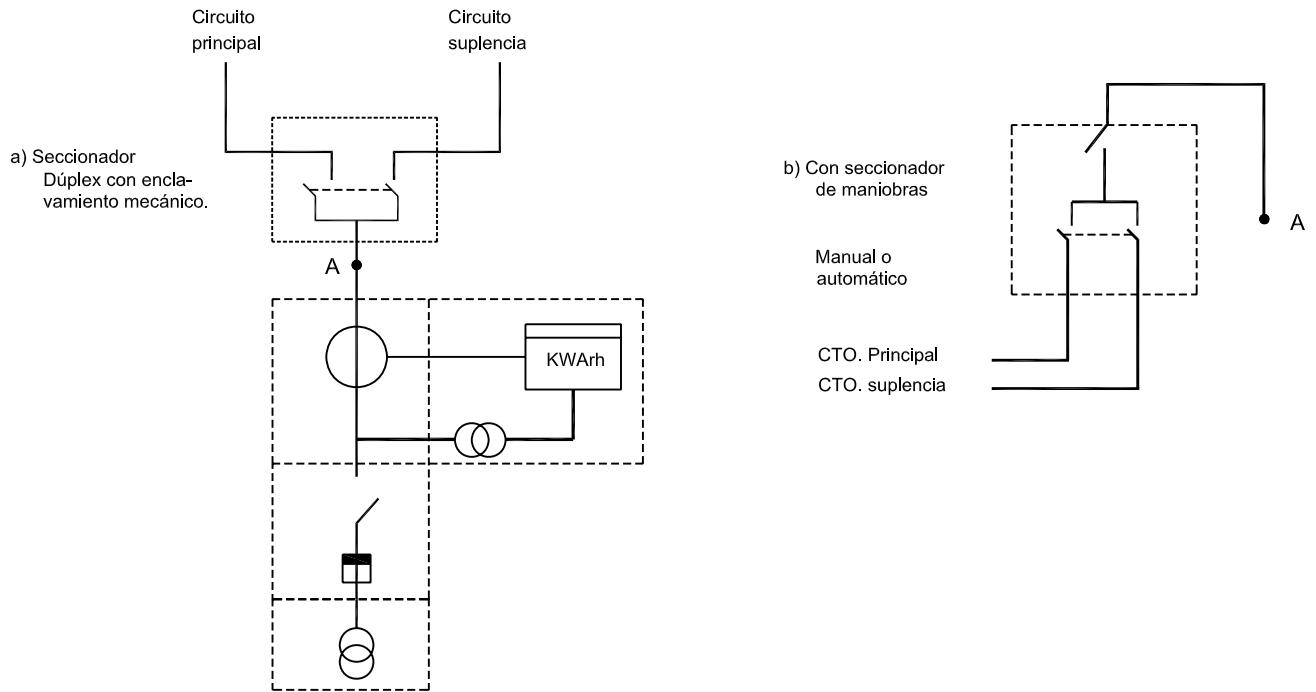 Circuito
principal
Circuito
suplencia
a) Seccionador
Dúplex con encla-
vamiento mecánico.
A
KWArh
b) Con seccionador
de maniobras
A
Manual o
automático
CTO. Principal
CTO. suplencia